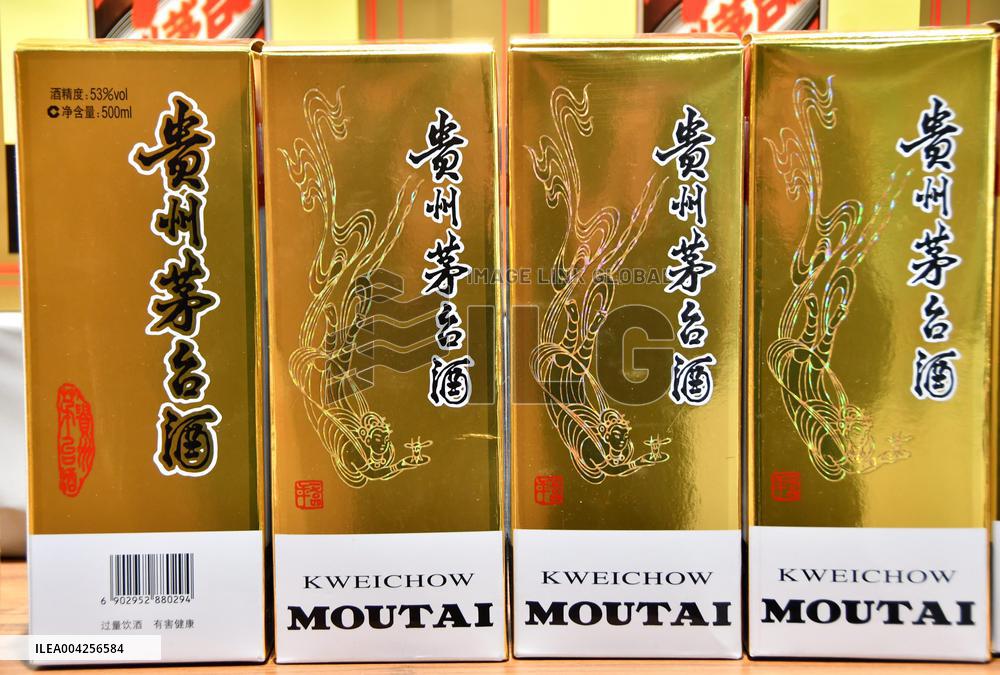 酒精度:53%vol
净含量:500ml
贵州茅台酒
6 902952 880294
过量饮酒 有害健康
贵州茅台酒
KWEICHOW
MOUTAI
贵州茅台酒
KWEICHOW
MOUTAI
贵州茅台酒
KWEICHOW
MOUTAI
IMAGE LINK GLOBAL
ILG
ILEA004256584